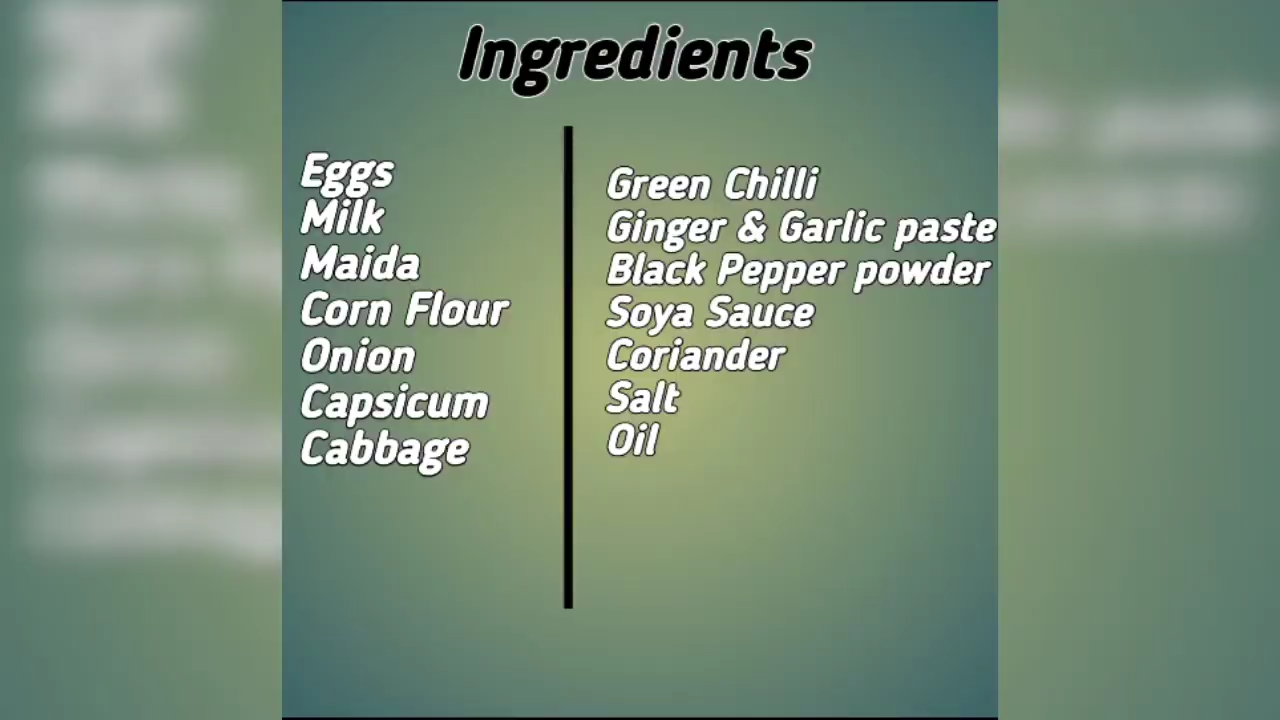 Ingredients
Eggs
Milk
Maida
Corn Flour
Onion
Capsicum
Cabbage
Green Chilli
Ginger & Garlic paste
Black Pepper powder
Soya Sauce
Coriander
Salt
Oil